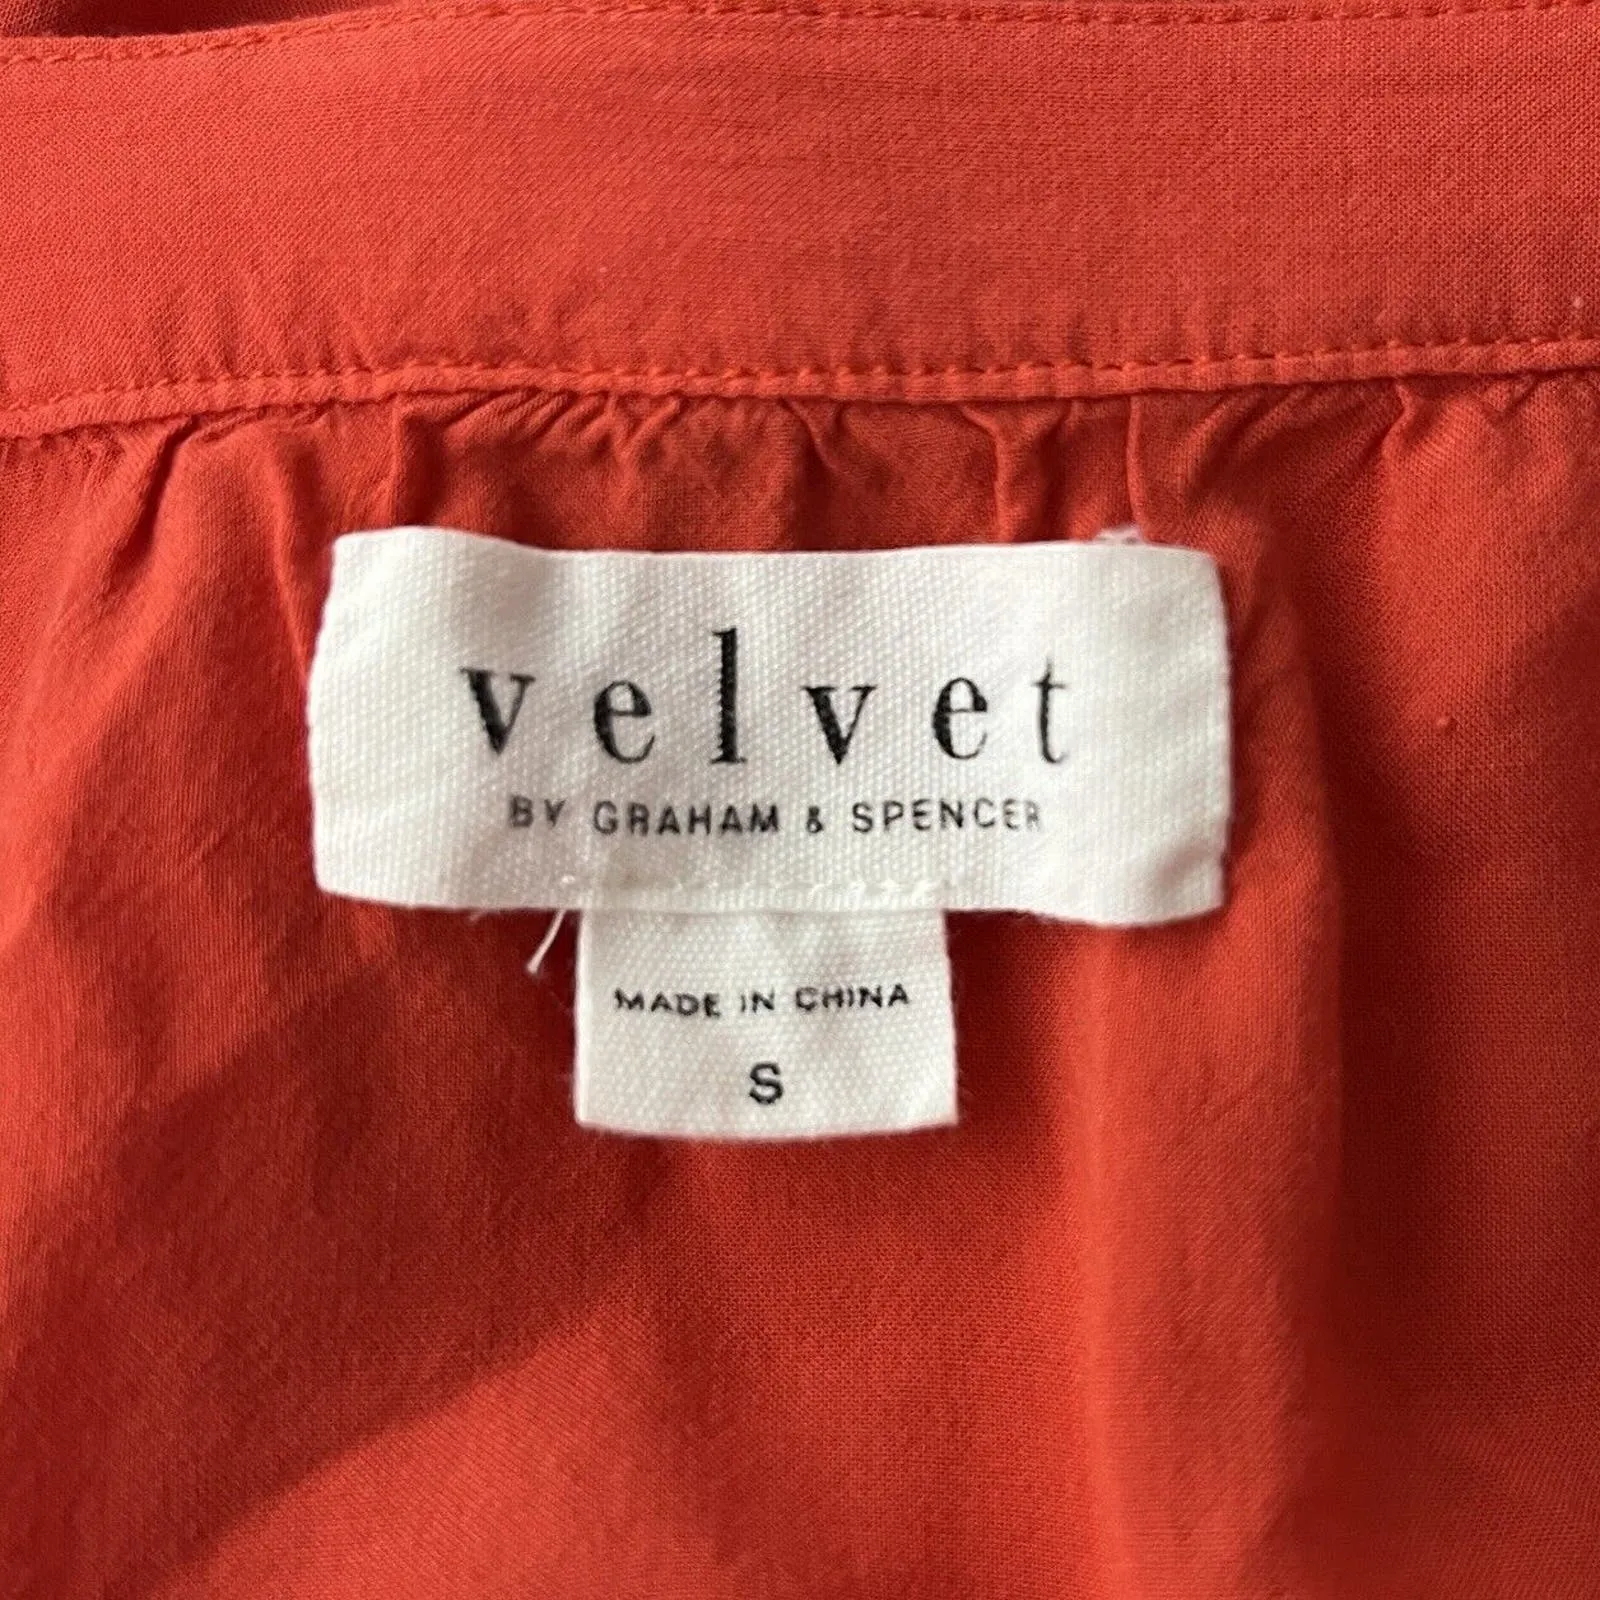 velvet
BY GRAHAM & SPENCER
MADE IN CHINA
S